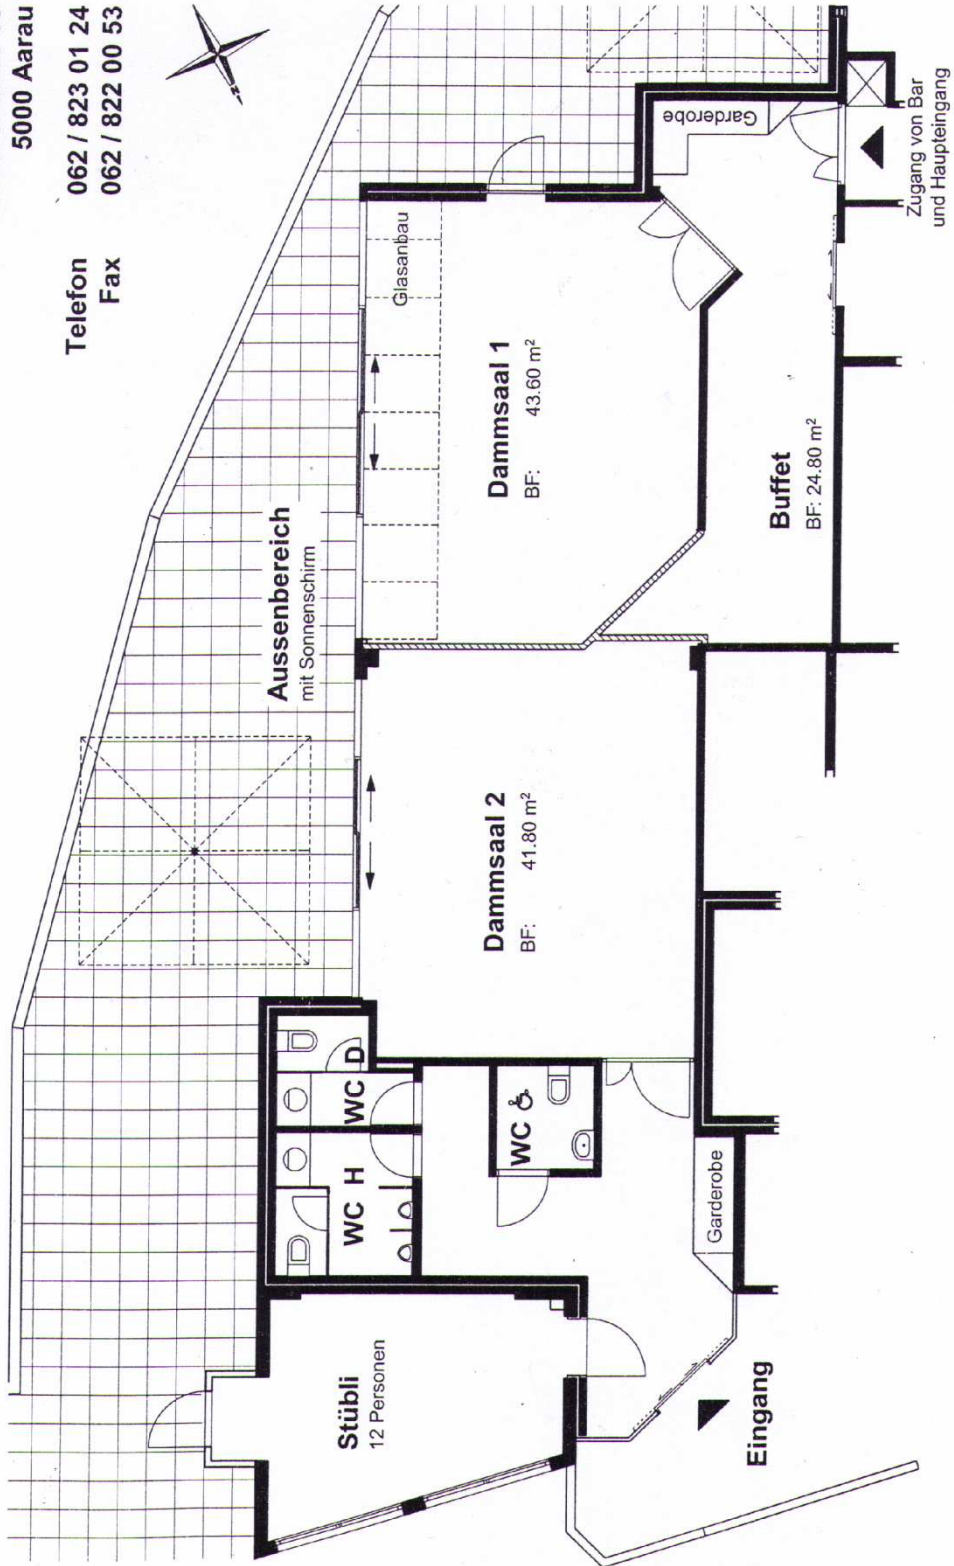 5000 Aarau
Telefon 062 / 823 01 24
Fax 062 / 822 00 53
Aussenbereich
mit Sonnenschirm
Glasanbau
Garderobe
Dammsaal 1
BF: 43.60 m²
Dammsaal 2
BF: 41.80 m²
Buffet
BF: 24.80 m²
Zugang von Bar
und Haupteingang
WC D
WC H
WC
Garderobe
Stübli
12 Personen
Eingang